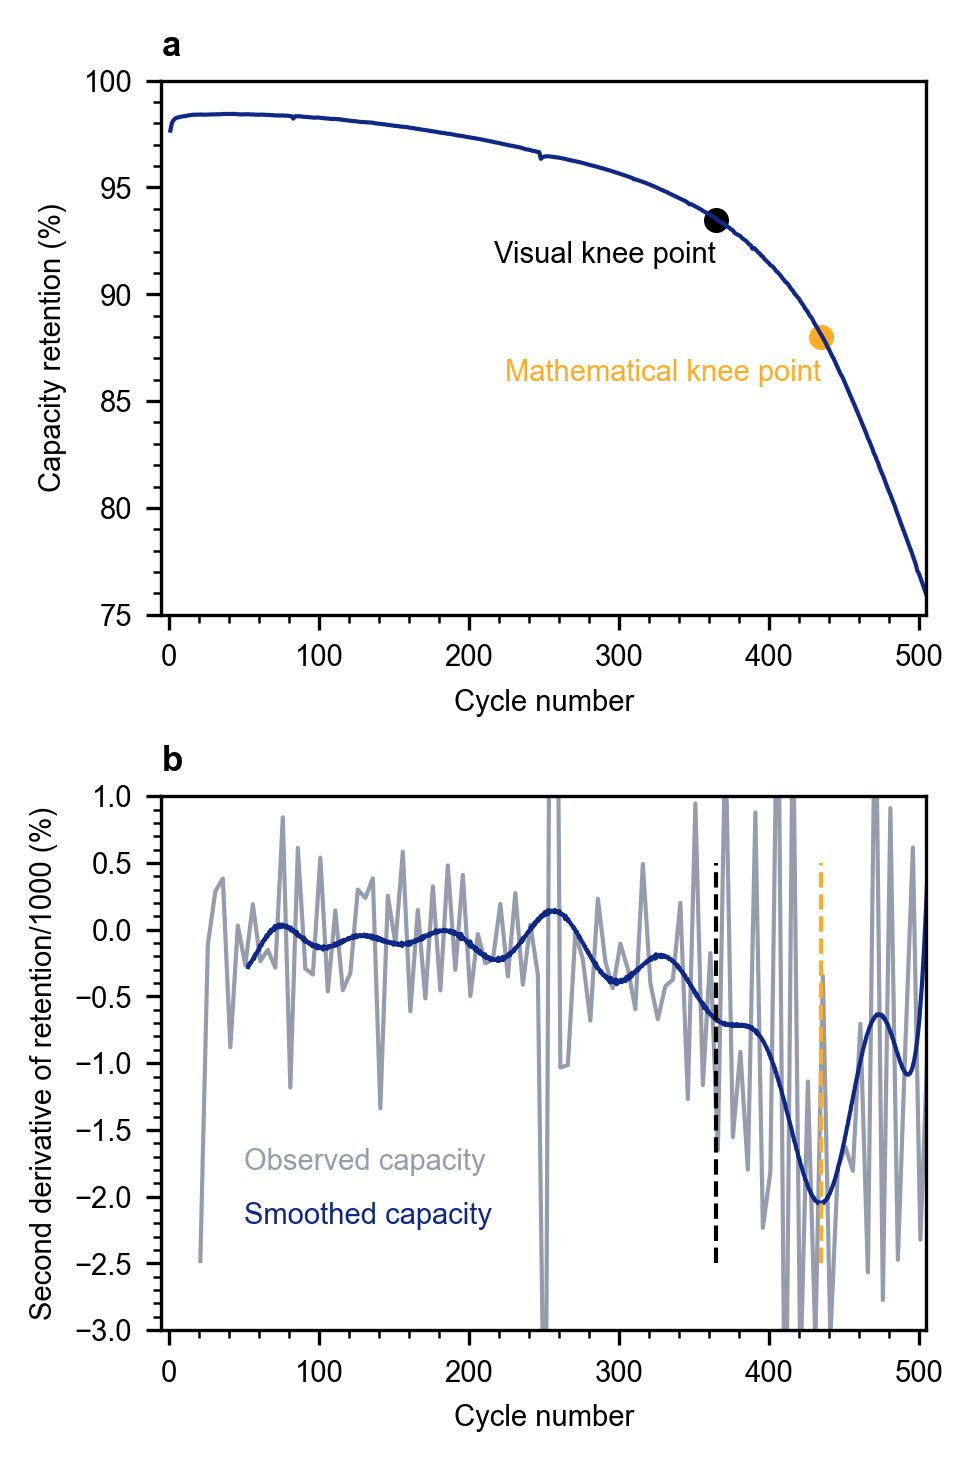 a
100
95
90
85
80
75
Capacity retention (%)
Visual knee point
Mathematical knee point
0 100 200 300 400 500
Cycle number
b
1.0
0.5
0.0
−0.5
−1.0
−1.5
−2.0
−2.5
−3.0
Second derivative of retention/1000 (%)
Observed capacity
Smoothed capacity
0 100 200 300 400 500
Cycle number